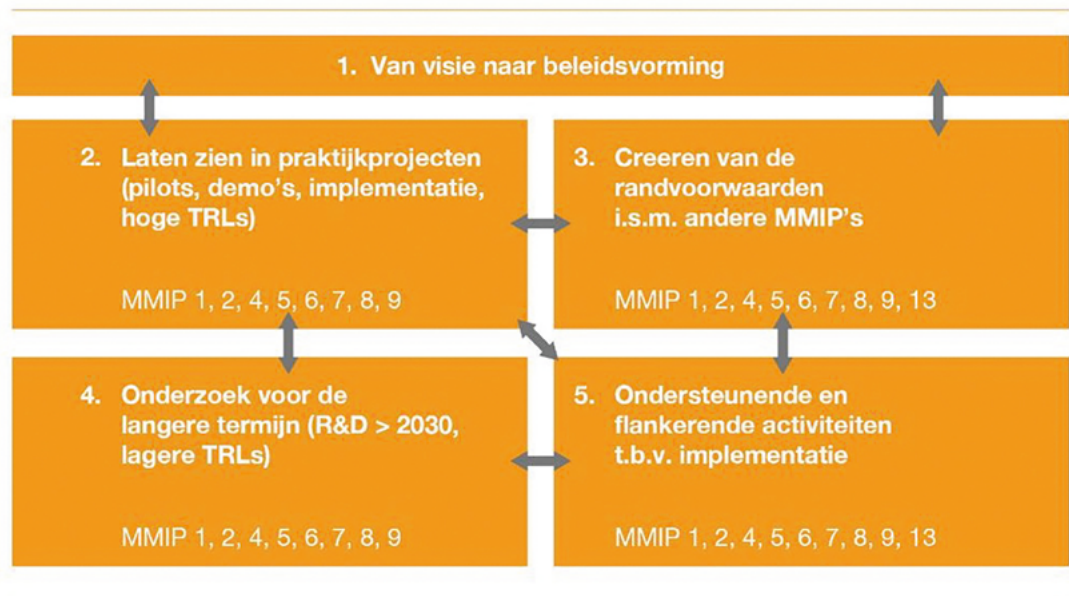 1. Van visie naar beleidsvorming
2. Laten zien in praktijkprojecten
(pilots, demo's, implementatie,
hoge TRLs)
MMIP 1, 2, 4, 5, 6, 7, 8, 9
3. Creeren van de
randvoorwaarden
i.s.m. andere MMIP's
MMIP 1, 2, 4, 5, 6, 7, 8, 9, 13
4. Onderzoek voor de
langere termijn (R&D > 2030,
lagere TRLs)
MMIP 1, 2, 4, 5, 6, 7, 8, 9
5. Ondersteunende en
flankerende activiteiten
t.b.v. implementatie
MMIP 1, 2, 4, 5, 6, 7, 8, 9, 13